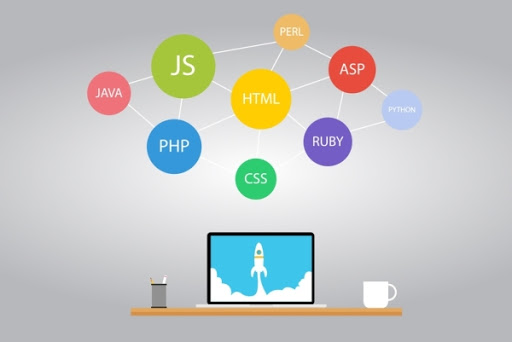 PERL
JS
ASP
JAVA
HTML
PYTHON
PHP
RUBY
CSS